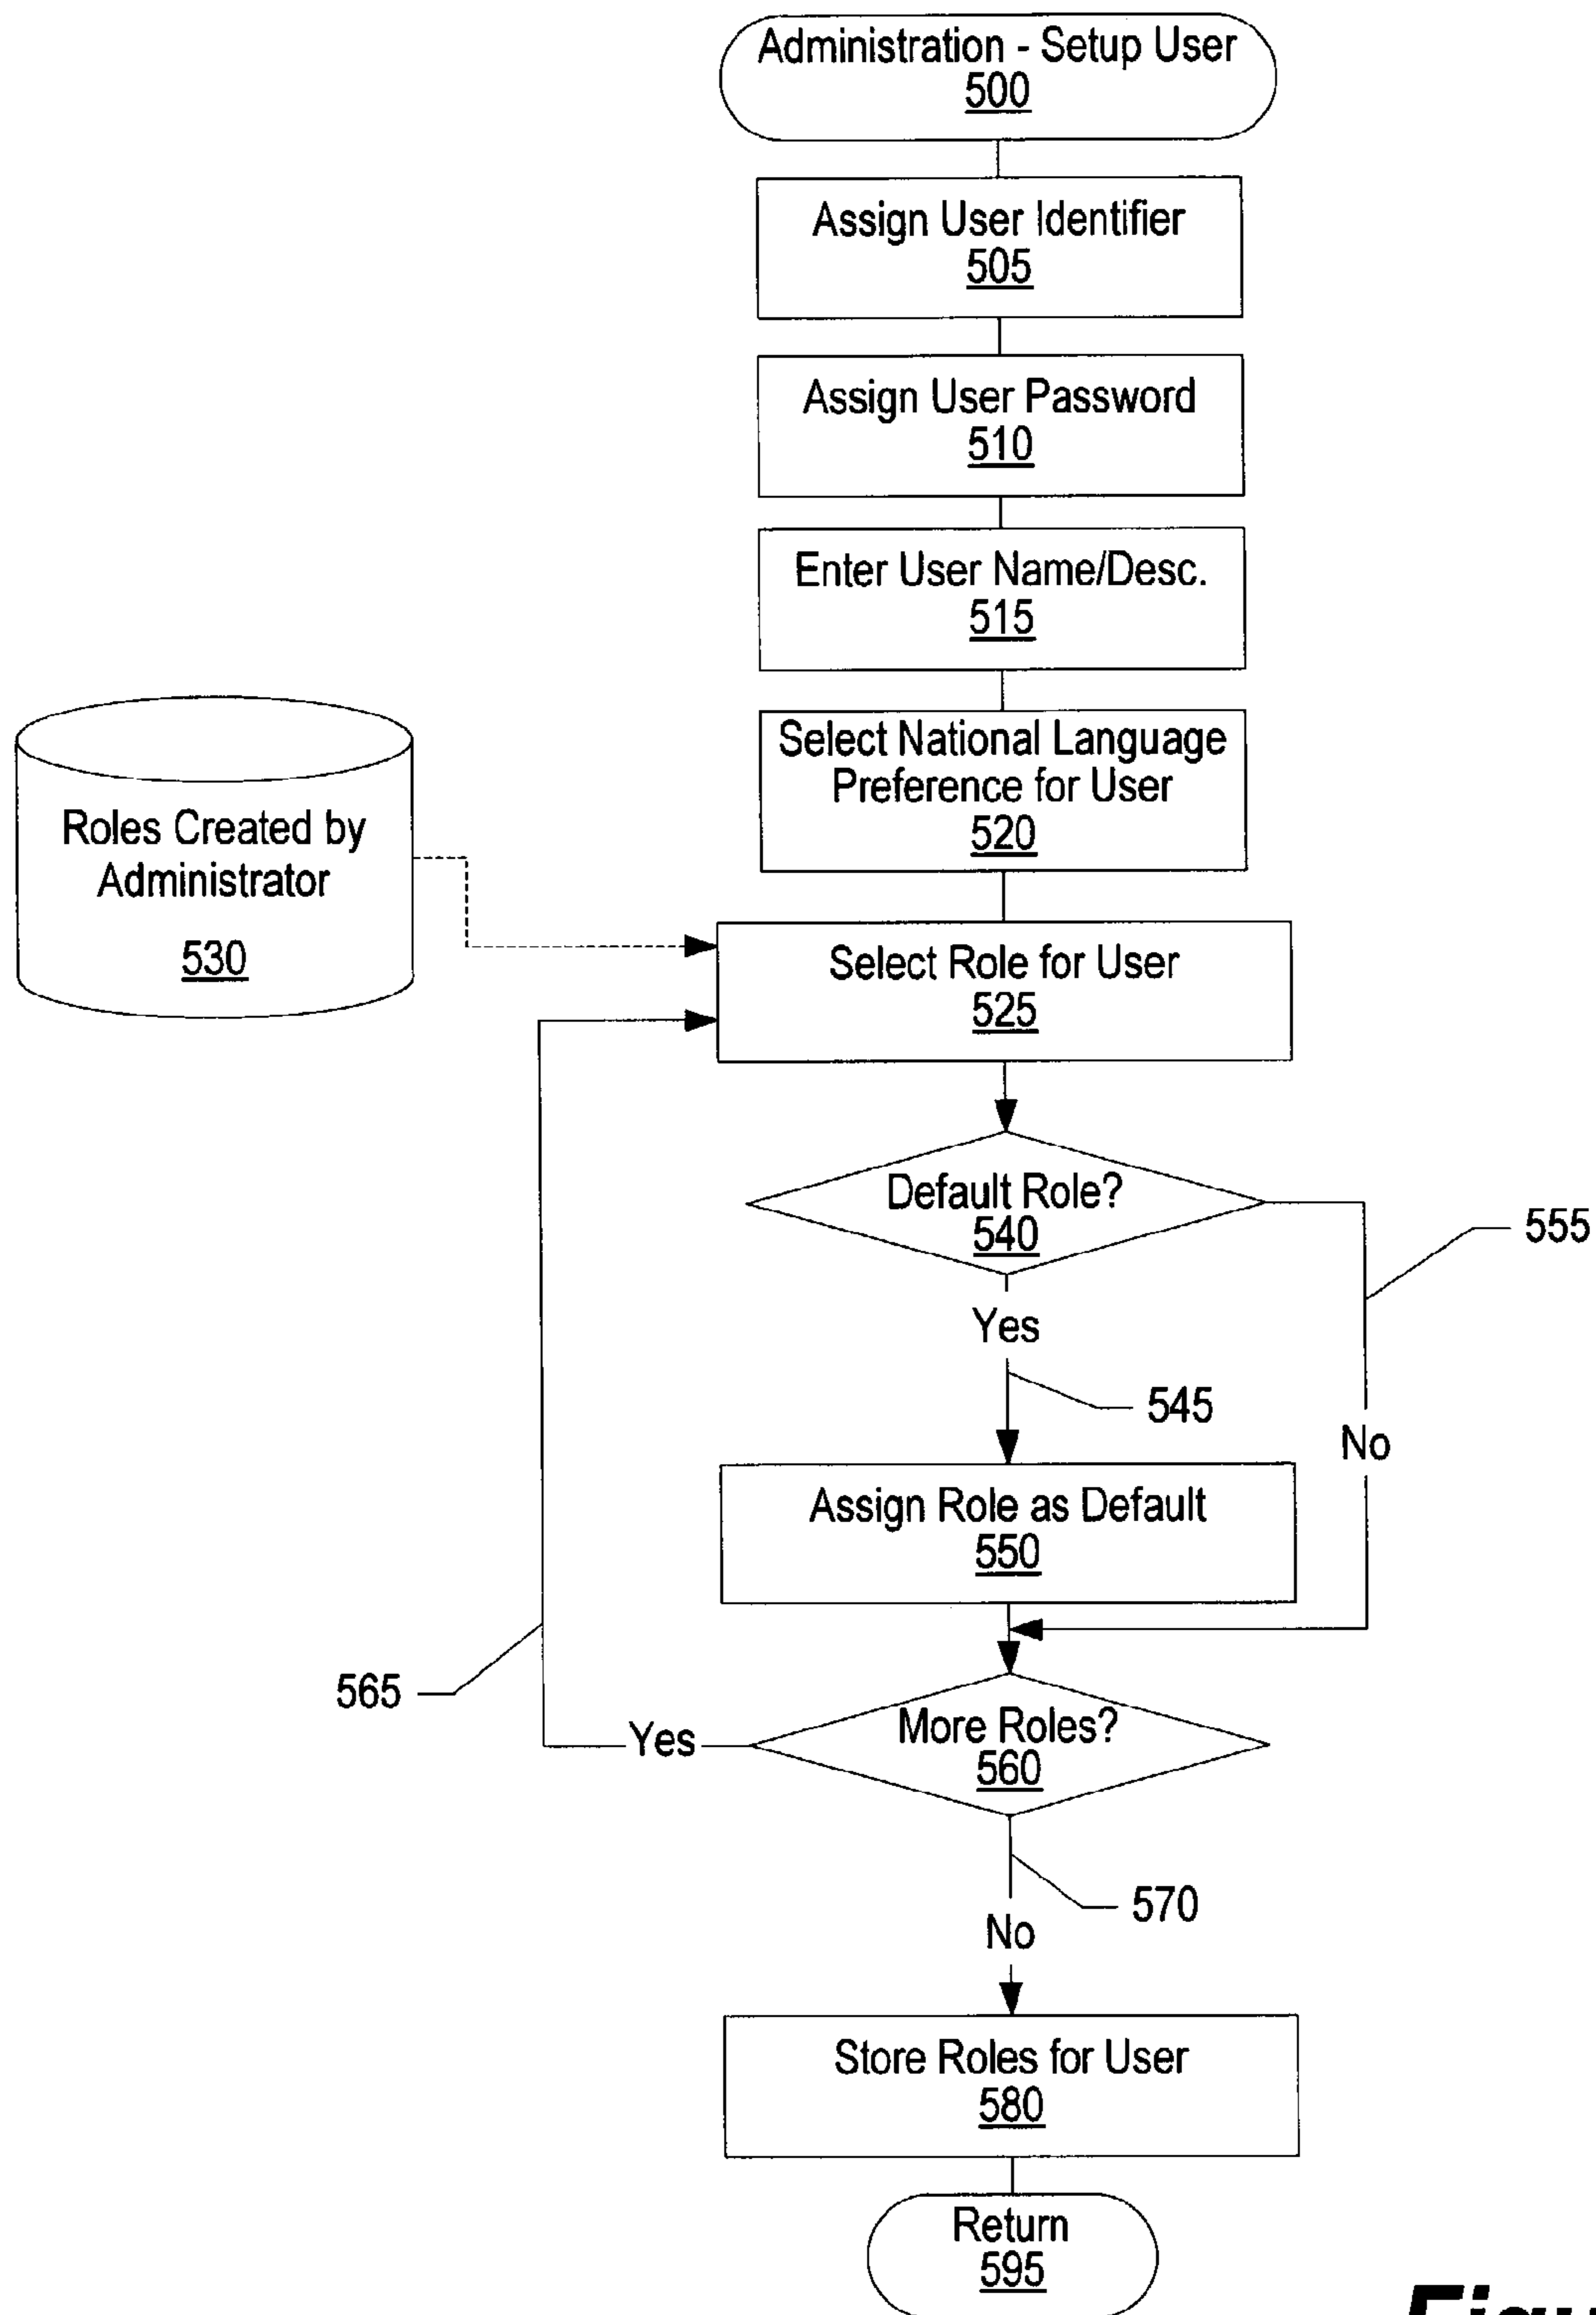 Administration - Setup User
500
Assign User Identifier
505
Assign User Password
510
Enter User Name/Desc.
515
Select National Language
Preference for User
520
Roles Created by
Administrator
530
Select Role for User
525
Default Role?
540
555
Yes
545
No
Assign Role as Default
550
565
Yes
More Roles?
560
570
No
Store Roles for User
580
Return
595